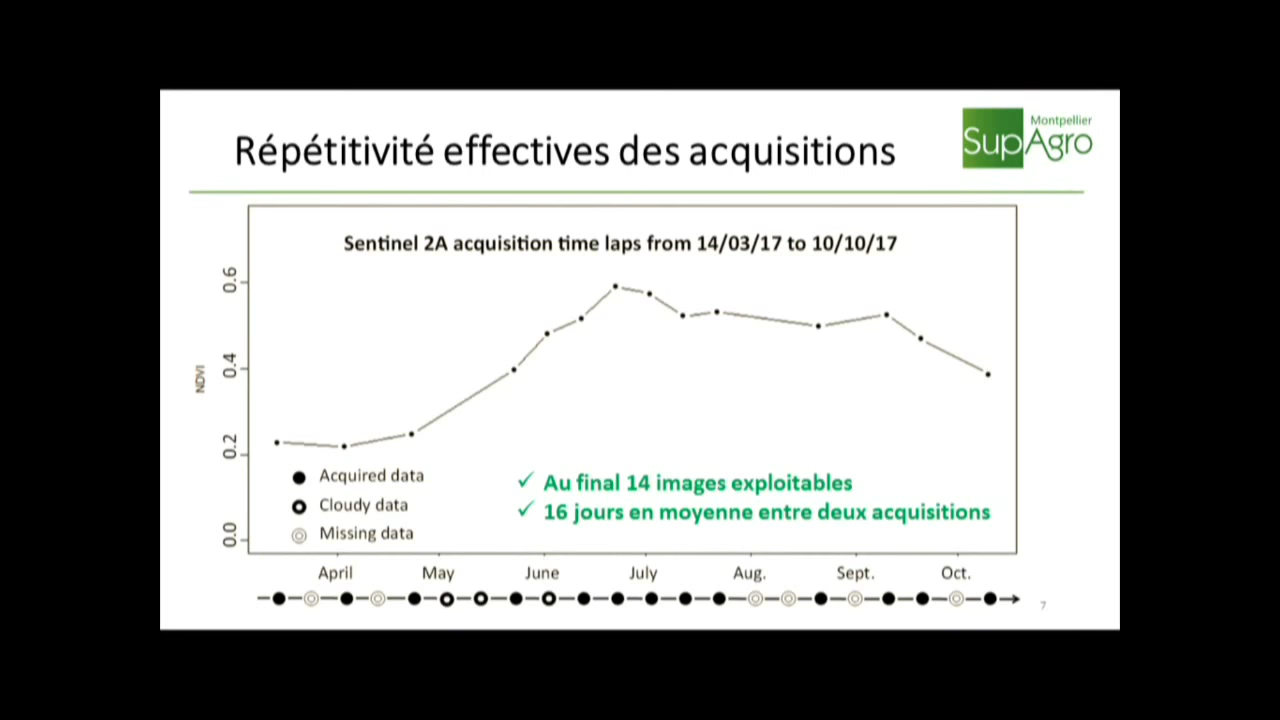 Répétitivité effectives des acquisitions
Montpellier
SupAgro
Sentinel 2A acquisition time laps from 14/03/17 to 10/10/17
NDVI
0.6
0.4
0.2
0.0
Acquired data
Cloudy data
Missing data
✓ Au final 14 images exploitables
✓ 16 jours en moyenne entre deux acquisitions
April May June July Aug. Sept. Oct.
7